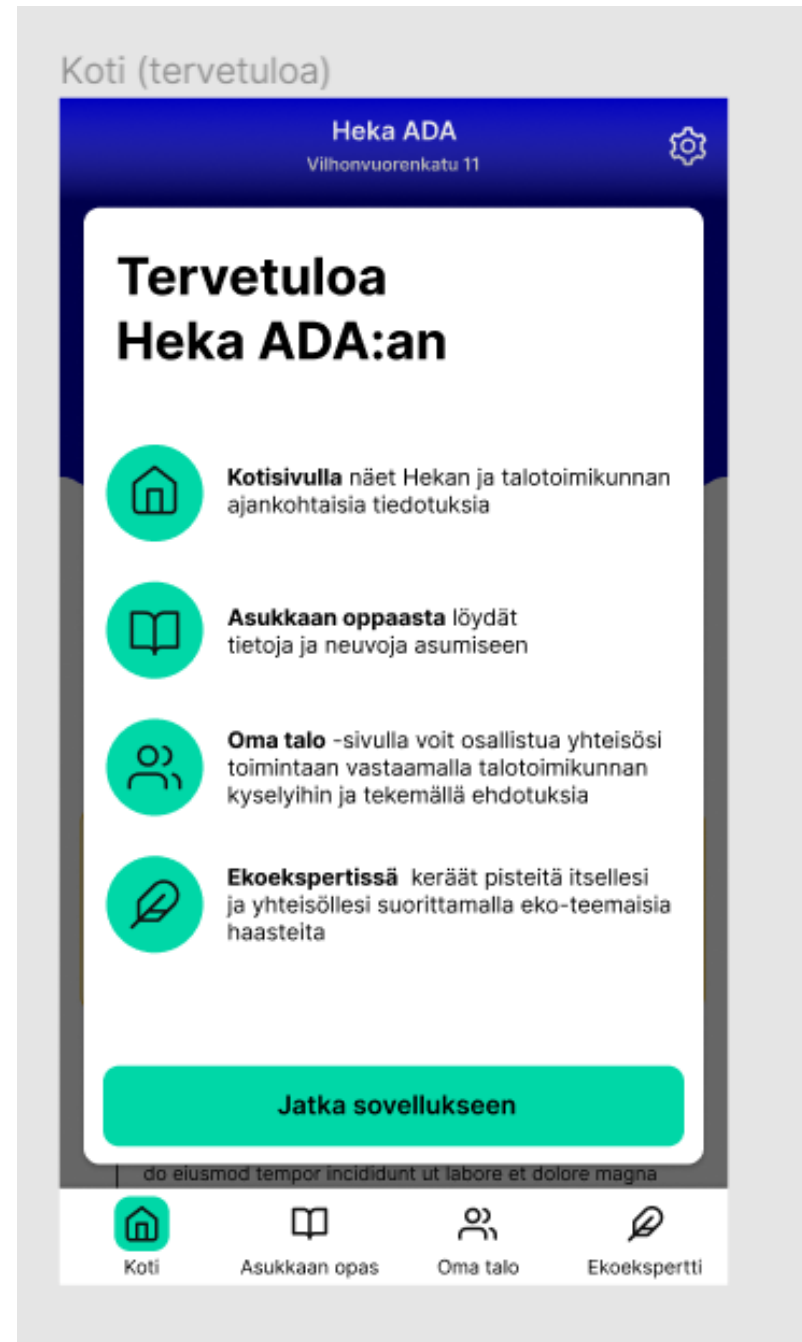 Koti (tervetuloa)
Heka ADA
Vilhonvuorenkatu 11
Tervetuloa
Heka ADA:an
Kotisivulla näet Hekan ja talotoimikunnan
ajankohtaisia tiedotuksia
Asukkaan oppaasta löydät
tietoja ja neuvoja asumiseen
Oma talo -sivulla voit osallistua yhteisösi
toimintaan vastaamalla talotoimikunnan
kyselyihin ja tekemällä ehdotuksia
Ekoekspertissä keräät pisteitä itsellesi
ja yhteisöllesi suorittamalla eko-teemaisia
haasteita
Jatka sovellukseen
do eiusmod tempor incididunt ut labore et dolore magna
Koti
Asukkaan opas
Oma talo
Ekoekspertti